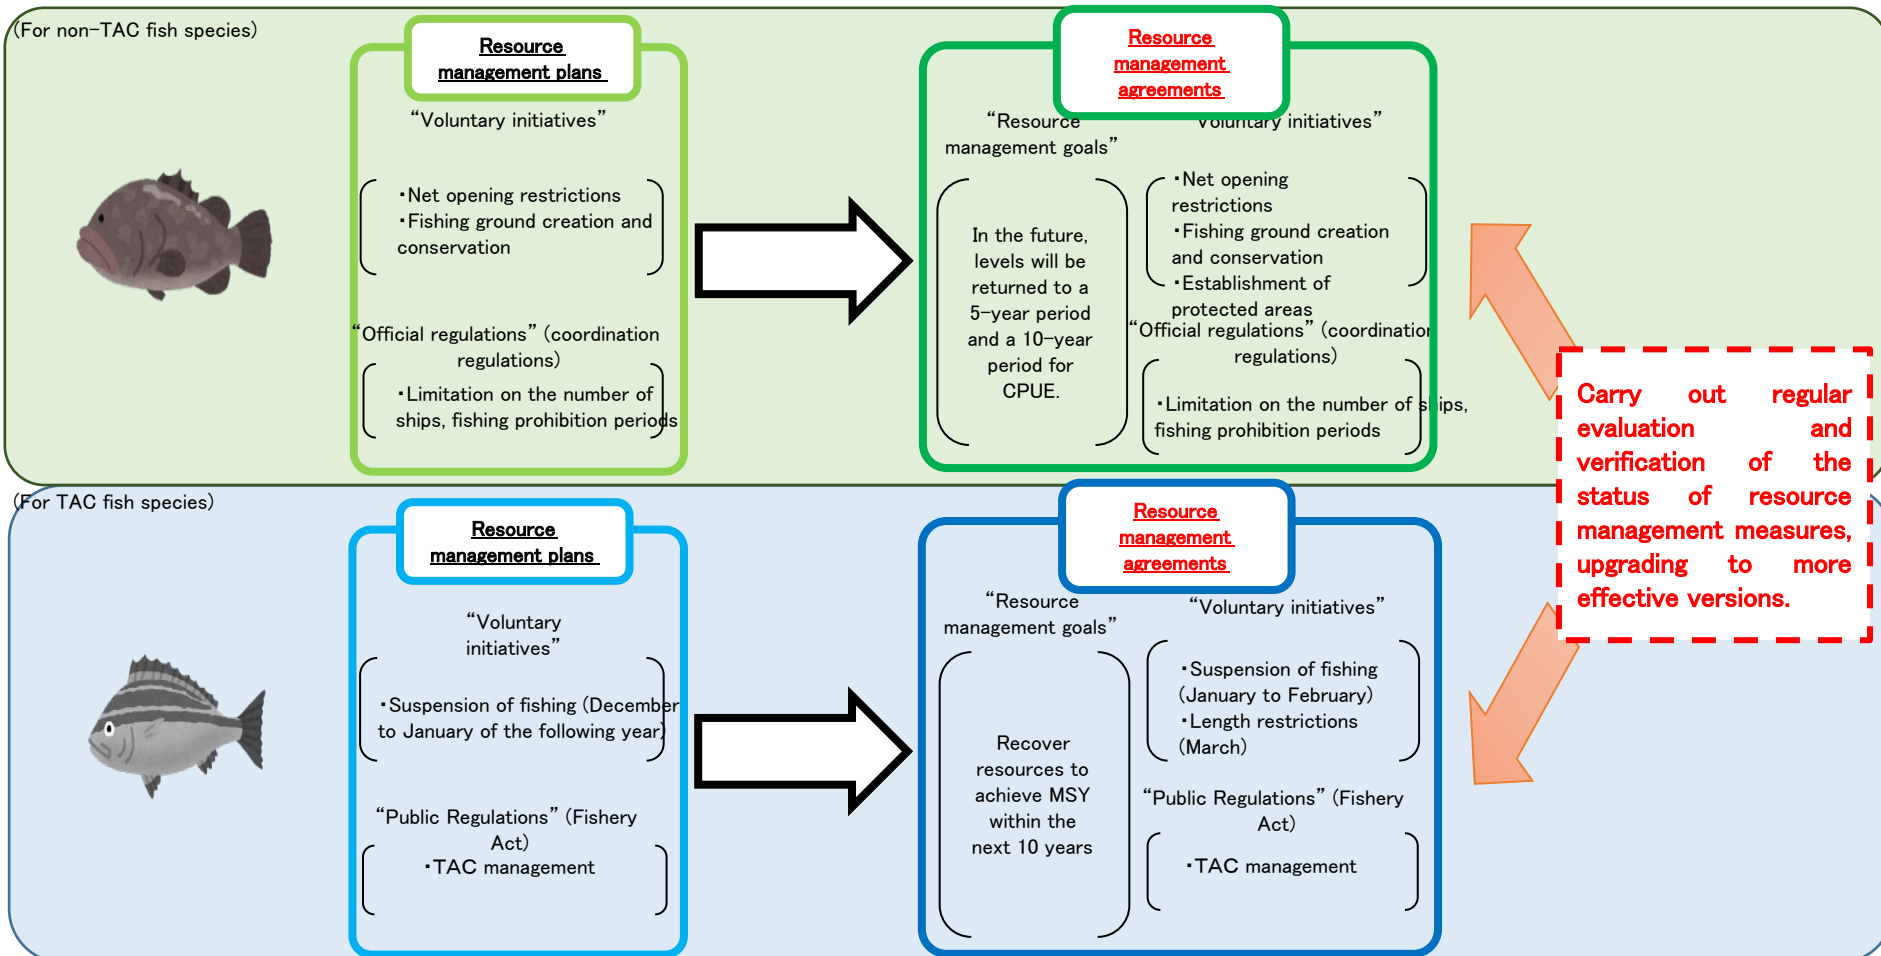 (For non-TAC fish species)
Resource
management plans
“Voluntary initiatives”
・Net opening restrictions
・Fishing ground creation and
conservation
“Official regulations” (coordination
regulations)
・Limitation on the number of
ships, fishing prohibition periods
Resource
management
agreements
“Resource
management goals”
In the future,
levels will be
returned to a
5-year period
and a 10-year
period for
CPUE.
Voluntary initiatives”
・Net opening
restrictions
・Fishing ground creation
and conservation
・Establishment of
protected areas
“Official regulations” (coordination
regulations)
・Limitation on the number of ships,
fishing prohibition periods
Carry out regular
evaluation and
verification of the
status of resource
management measures,
upgrading to more
effective versions.
(For TAC fish species)
Resource
management plans
“Voluntary
initiatives”
・Suspension of fishing (December
to January of the following year)
“Public Regulations” (Fishery
Act)
・TAC management
Resource
management
agreements
“Resource
management goals”
Recover
resources to
achieve MSY
within the
next 10 years
“Voluntary initiatives”
・Suspension of fishing
(January to February)
・Length restrictions
(March)
“Public Regulations” (Fishery
Act)
・TAC management